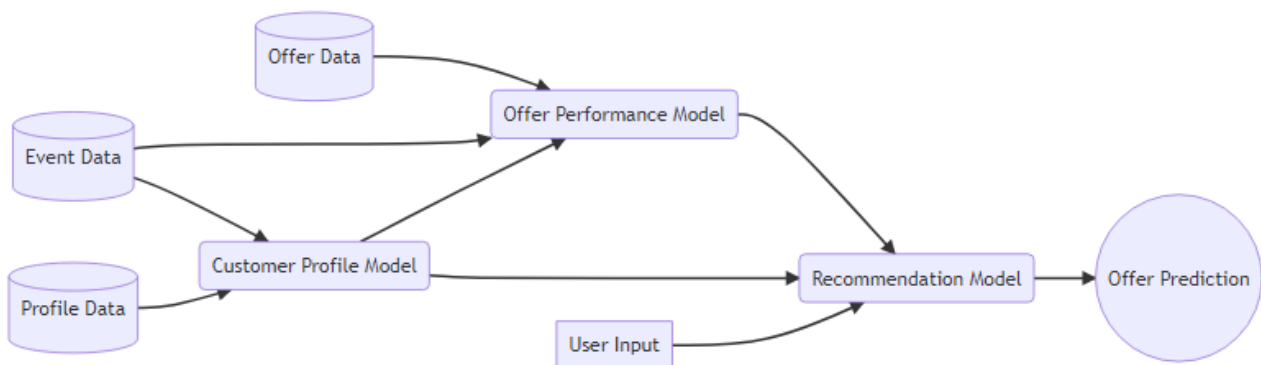 Offer Data
Offer Performance Model
Event Data
Customer Profile Model
Recommendation Model
Offer Prediction
Profile Data
User Input